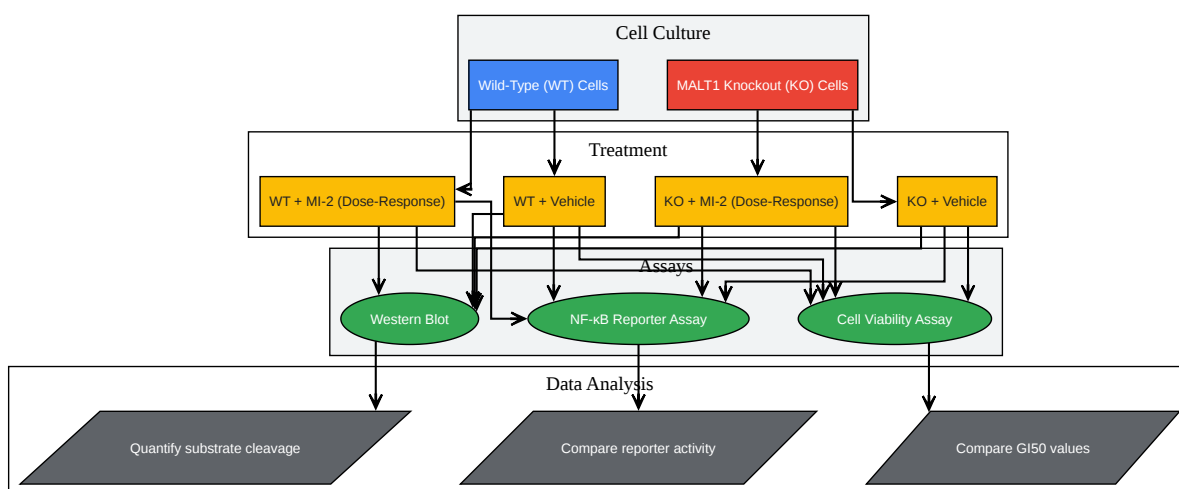 Cell Culture
Wild-Type (WT) Cells
MALT1 Knockout (KO) Cells
Treatment
WT + MI-2 (Dose-Response)
WT + Vehicle
KO + MI-2 (Dose-Response)
KO + Vehicle
Assays
Western Blot
NF-κB Reporter Assay
Cell Viability Assay
Data Analysis
Quantify substrate cleavage
Compare reporter activity
Compare GI50 values